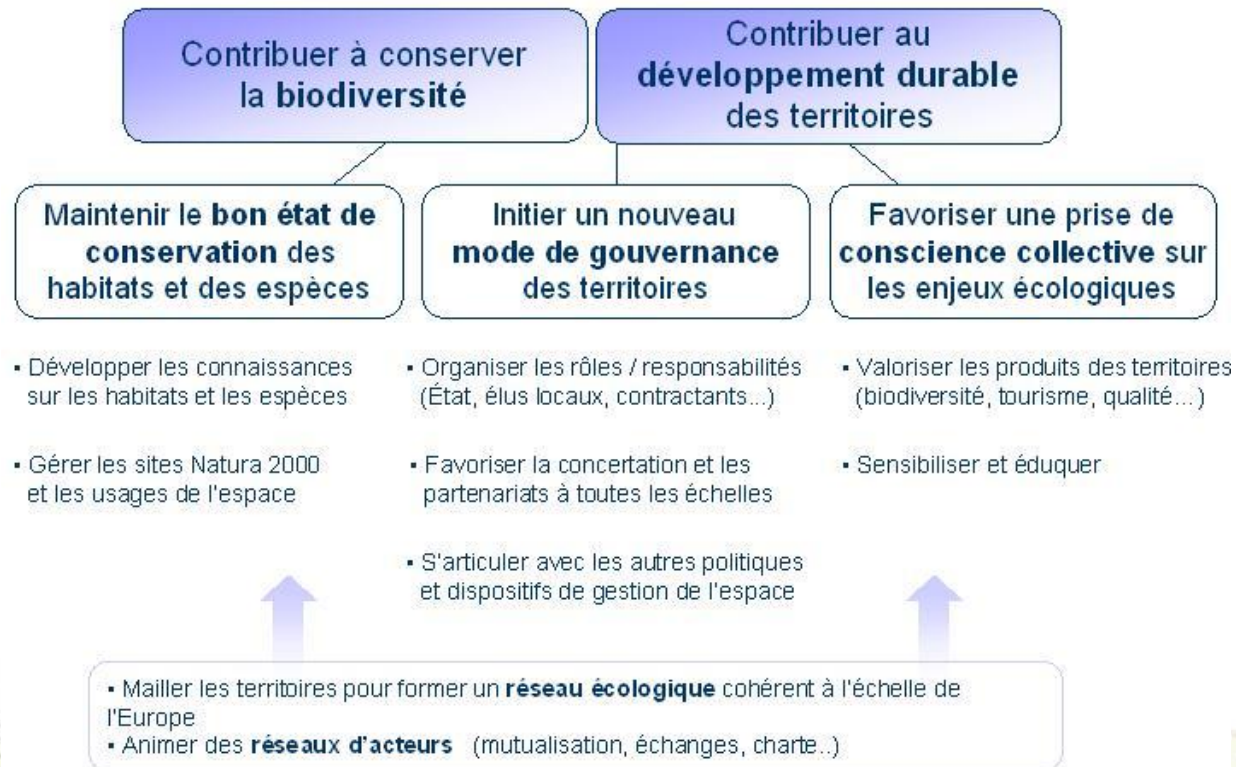 Contribuer à conserver
la biodiversité
Contribuer au
développement durable
des territoires
Maintenir le bon état de
conservation des
habitats et des espèces
Initier un nouveau
mode de gouvernance
des territoires
Favoriser une prise de
conscience collective sur
les enjeux écologiques
▪ Développer les connaissances
sur les habitats et les espèces
▪ Gérer les sites Natura 2000
et les usages de l'espace
▪ Organiser les rôles / responsabilités
(État, élus locaux, contractants...)
▪ Favoriser la concertation et les
partenariats à toutes les échelles
▪ S'articuler avec les autres politiques
et dispositifs de gestion de l'espace
▪ Valoriser les produits des territoires
(biodiversité, tourisme, qualité...)
▪ Sensibiliser et éduquer
▪ Mailler les territoires pour former un réseau écologique cohérent à l'échelle de
l'Europe
▪ Animer des réseaux d'acteurs (mutualisation, échanges, charte..)